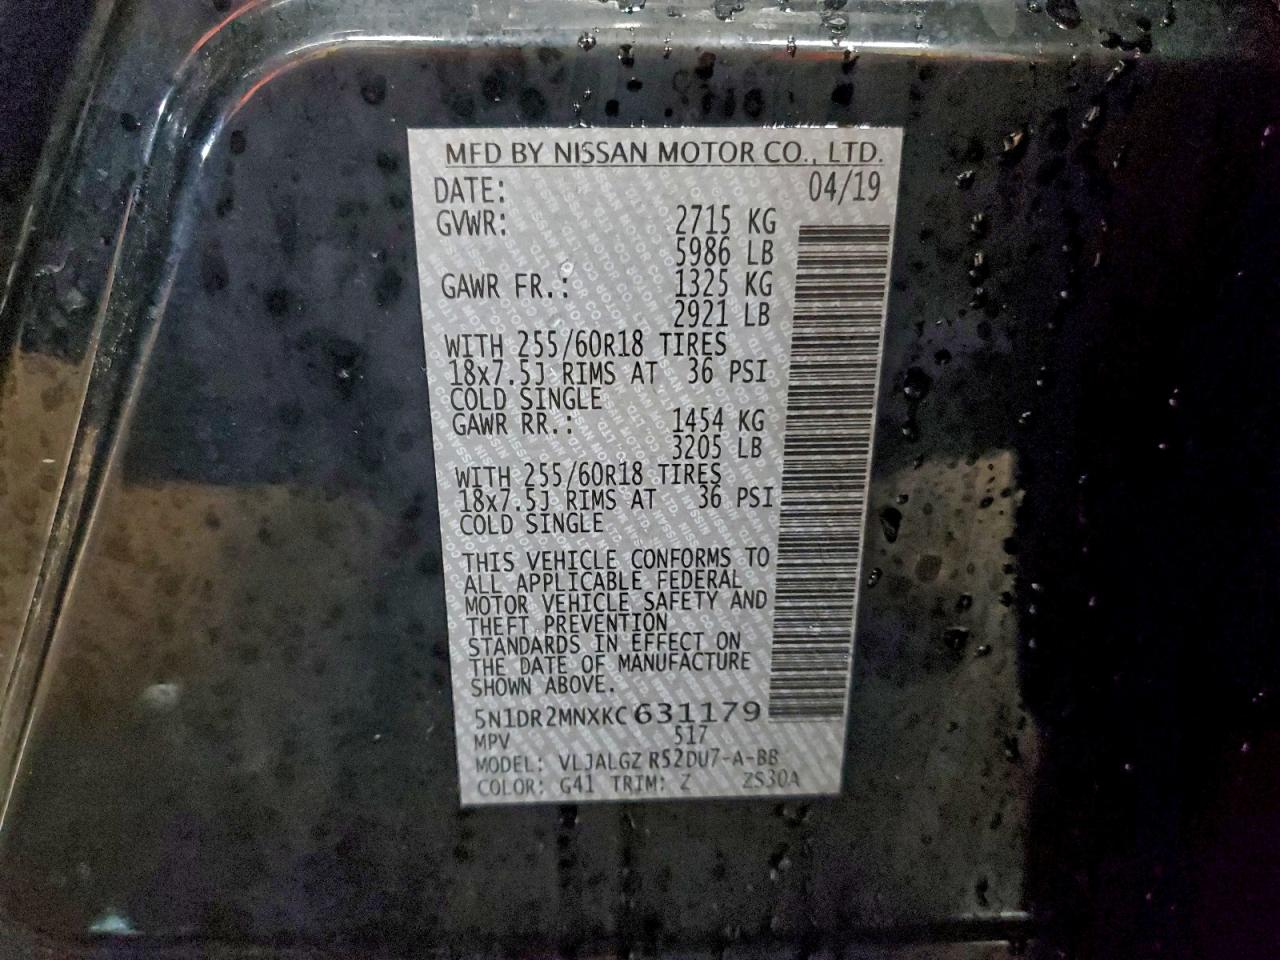 MFD BY NISSAN MOTOR CO., LTD.
DATE: 04/19
GVWR: 2715 KG
5986 LB
GAWR FR.: 1325 KG
2921 LB
WITH 255/60R18 TIRES
18x7.5J RIMS AT 36 PSI
COLD SINGLE
GAWR RR.: 1454 KG
3205 LB
WITH 255/60R18 TIRES
18x7.5J RIMS AT 36 PSI
COLD SINGLE
THIS VEHICLE CONFORMS TO
ALL APPLICABLE FEDERAL
MOTOR VEHICLE SAFETY AND
THEFT PREVENTION
STANDARDS IN EFFECT ON
THE DATE OF MANUFACTURE
SHOWN ABOVE.
5N1DR2MNXKC631179
MPV 517
MODEL: VLJALGZ R52DU7-A-BB
COLOR: G41 TRIM: Z ZS30A